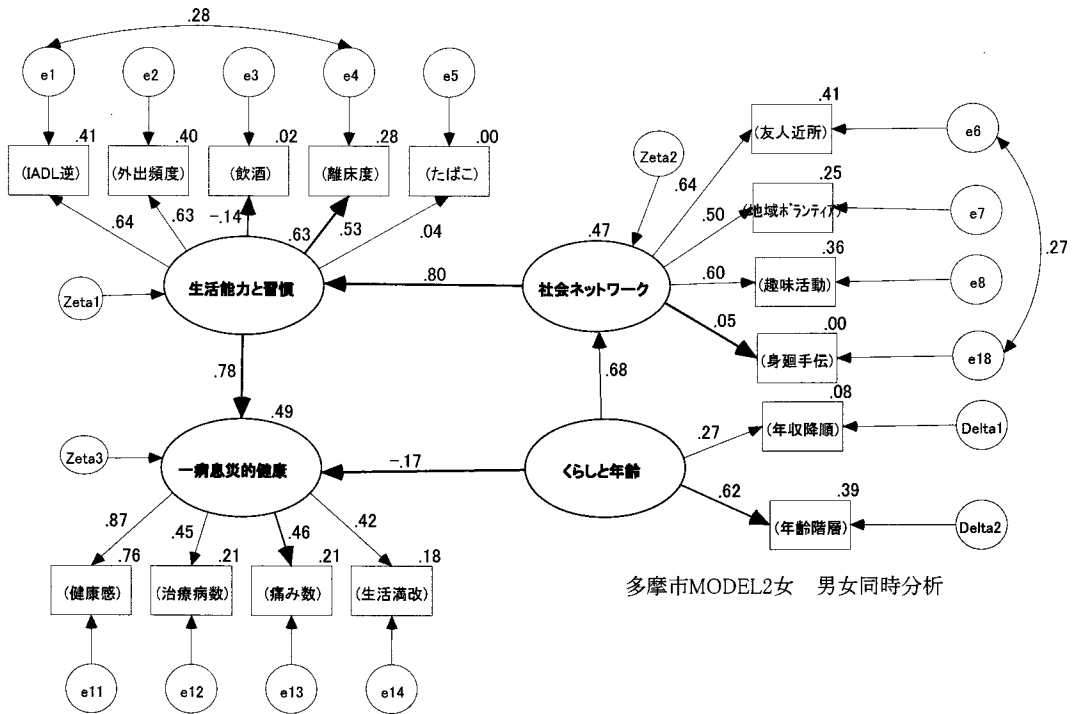 .28
e1
e2
e3
e4
e5
.41
.40
.02
.28
.00
(IADL逆)
(外出頻度)
(飲酒)
(離床度)
(たばこ)
.64
.63
-.14
.63
.53
.04
生活能力と習慣
Zeta1
.80
.47
社会ネットワーク
Zeta2
.41
(友人近所)
e6
.64
.25
(地域ボランティア)
e7
.50
.27
.36
(趣味活動)
e8
.60
.00
(身廻手伝)
e18
.05
.78
.68
.08
(年収降順)
Delta1
.27
.49
一病息災的健康
Zeta3
-.17
くらしと年齢
.62
.39
(年齢階層)
Delta2
.87
.45
.46
.42
.76
.21
.21
.18
(健康感)
(治療病数)
(痛み数)
(生活満改)
e11
e12
e13
e14
多摩市MODEL2女 男女同時分析